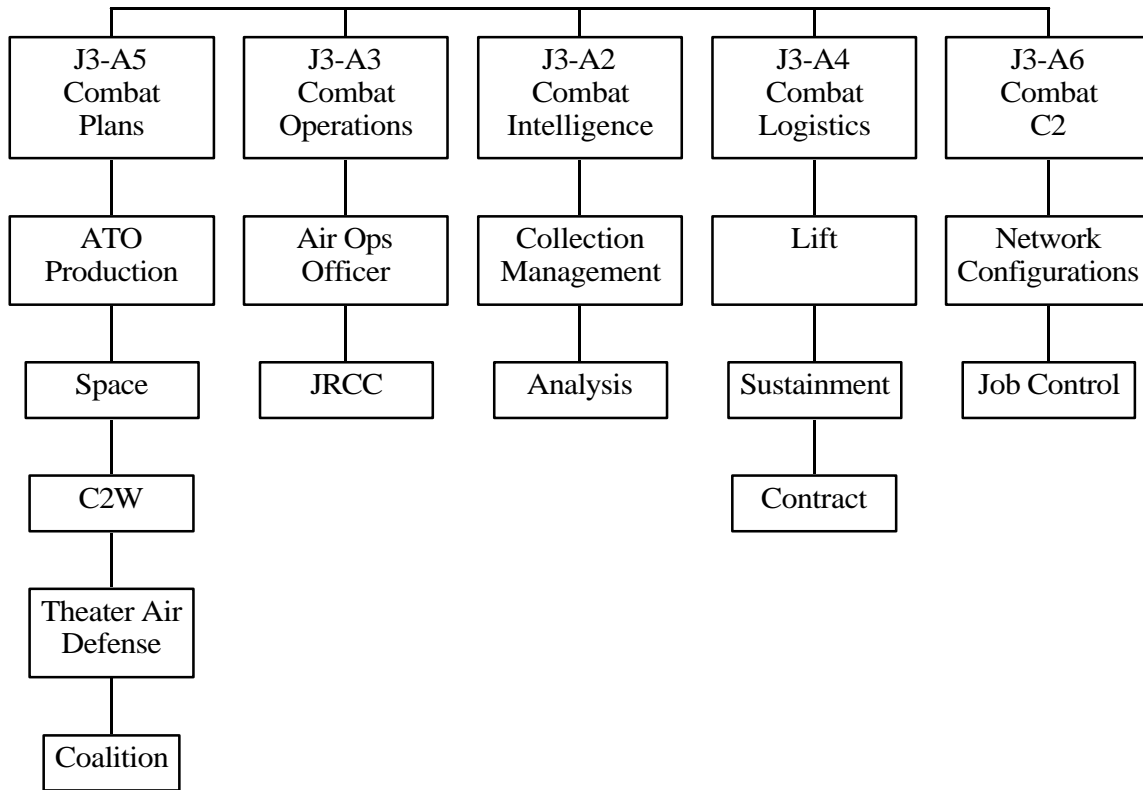 J3-A5
Combat
Plans
J3-A3
Combat
Operations
J3-A2
Combat
Intelligence
J3-A4
Combat
Logistics
J3-A6
Combat
C2
ATO
Production
Air Ops
Officer
Collection
Management
Lift
Network
Configurations
Space
JRCC
Analysis
Sustainment
Job Control
C2W
Contract
Theater Air
Defense
Coalition